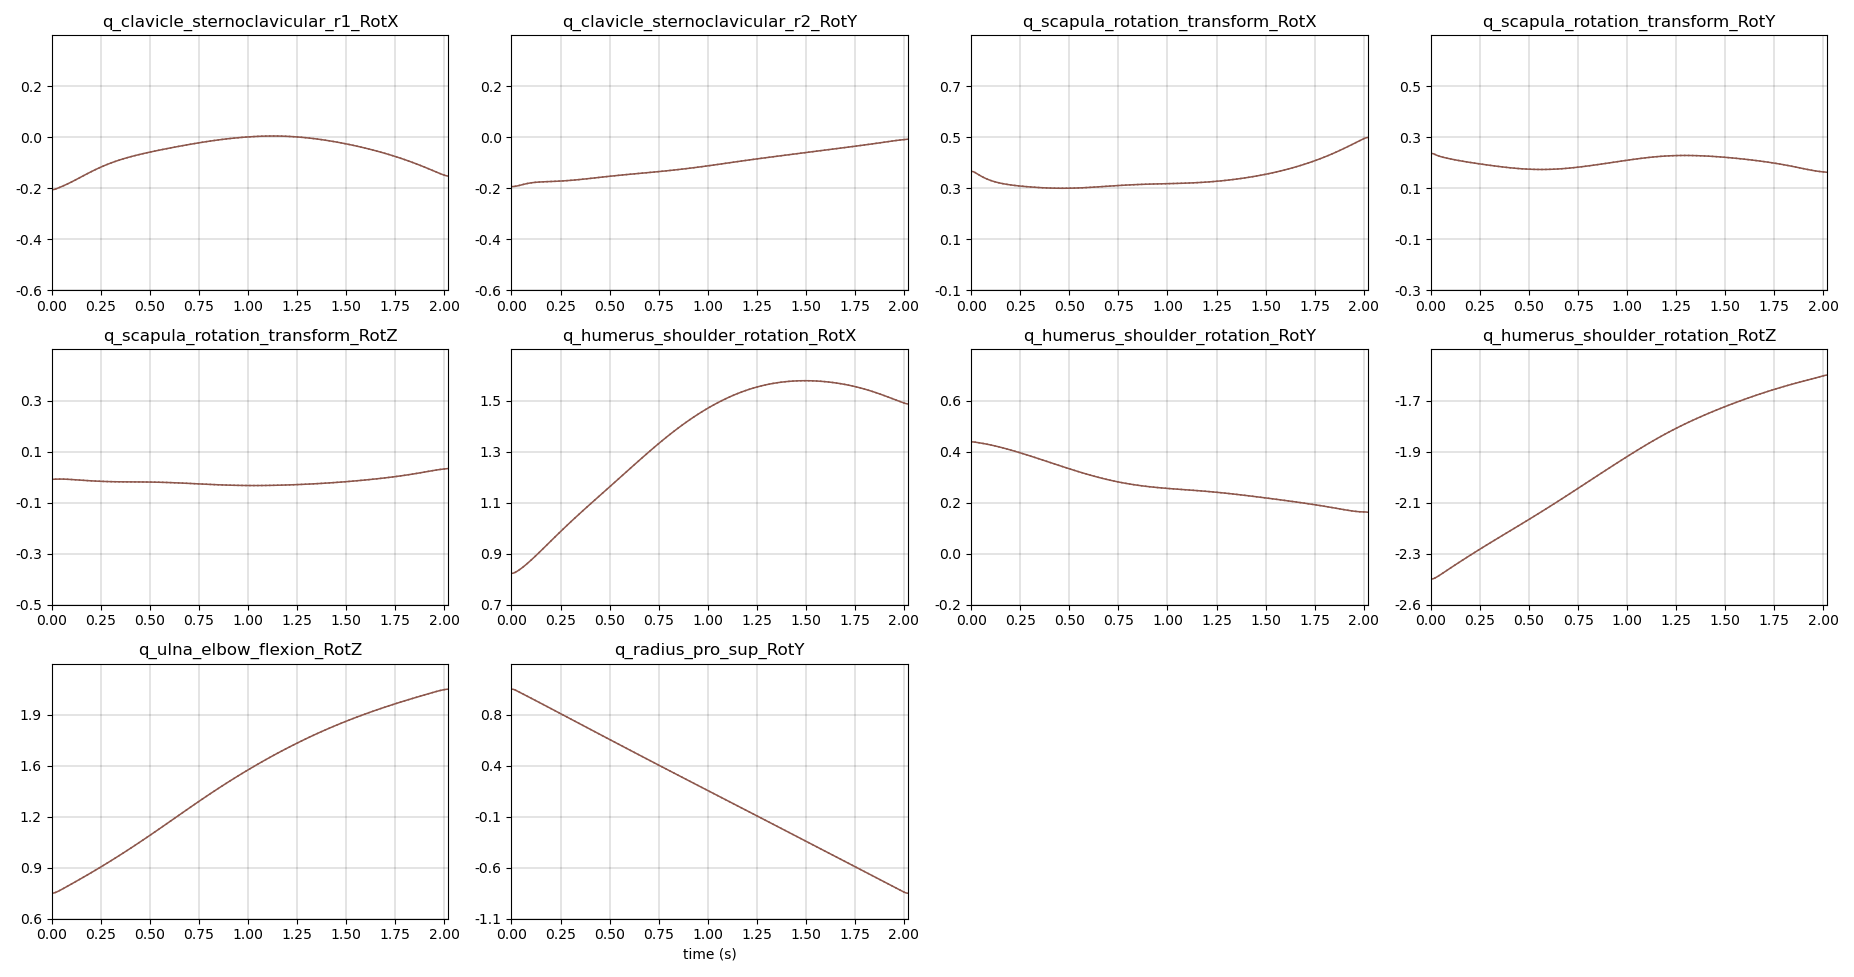 q_clavicle_sternoclavicular_r1_RotX
q_clavicle_sternoclavicular_r2_RotY
q_scapula_rotation_transform_RotX
q_scapula_rotation_transform_RotY
0.2
0.0
-0.2
-0.4
-0.6
0.00 0.25 0.50 0.75 1.00 1.25 1.50 1.75 2.00
0.2
0.0
-0.2
-0.4
-0.6
0.00 0.25 0.50 0.75 1.00 1.25 1.50 1.75 2.00
0.7
0.5
0.3
0.1
-0.1
0.00 0.25 0.50 0.75 1.00 1.25 1.50 1.75 2.00
0.5
0.3
0.1
-0.1
-0.3
0.00 0.25 0.50 0.75 1.00 1.25 1.50 1.75 2.00
q_scapula_rotation_transform_RotZ
q_humerus_shoulder_rotation_RotX
q_humerus_shoulder_rotation_RotY
q_humerus_shoulder_rotation_RotZ
0.3
0.1
-0.1
-0.3
-0.5
0.00 0.25 0.50 0.75 1.00 1.25 1.50 1.75 2.00
1.5
1.3
1.1
0.9
0.7
0.00 0.25 0.50 0.75 1.00 1.25 1.50 1.75 2.00
0.6
0.4
0.2
0.0
-0.2
0.00 0.25 0.50 0.75 1.00 1.25 1.50 1.75 2.00
-1.7
-1.9
-2.1
-2.3
-2.6
0.00 0.25 0.50 0.75 1.00 1.25 1.50 1.75 2.00
q_ulna_elbow_flexion_RotZ
q_radius_pro_sup_RotY
1.9
1.6
1.2
0.9
0.6
0.00 0.25 0.50 0.75 1.00 1.25 1.50 1.75 2.00
0.8
0.4
-0.1
-0.6
-1.1
0.00 0.25 0.50 0.75 1.00 1.25 1.50 1.75 2.00
time (s)